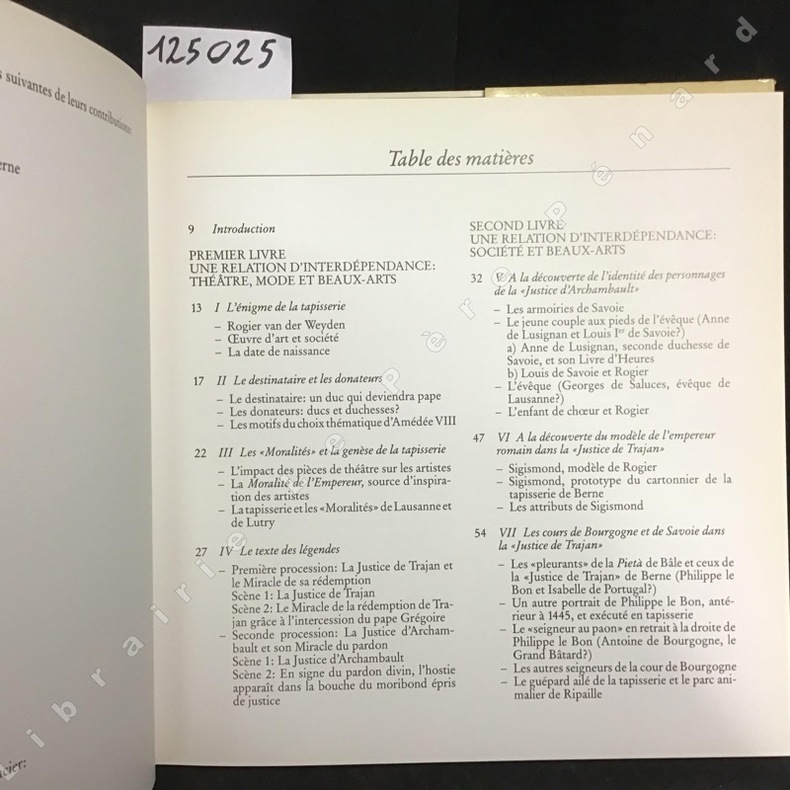 125025
s suivantes de leurs contributions
erne
cier:
Table des matières
9 Introduction
PREMIER LIVRE
UNE RELATION D'INTERDÉPENDANCE:
THÉÂTRE, MODE ET BEAUX-ARTS
13 I L'énigme de la tapisserie
– Rogier van der Weyden
– Œuvre d'art et société
– La date de naissance
17 II Le destinataire et les donateurs
– Le destinataire: un duc qui deviendra pape
– Les donateurs: ducs et duchesses?
– Les motifs du choix thématique d'Amédée VIII
22 III Les «Moralités» et la genèse de la tapisserie
– L'impact des pièces de théâtre sur les artistes
– La Moralité de l'Empereur, source d'inspira-
tion des artistes
– La tapisserie et les «Moralités» de Lausanne et
de Lutry
27 IV Le texte des légendes
– Première procession: La Justice de Trajan et
le Miracle de sa rédemption
Scène 1: La Justice de Trajan
Scène 2: Le Miracle de la rédemption de Tra-
jan grâce à l'intercession du pape Grégoire
– Seconde procession: La Justice d'Archam-
bault et son Miracle du pardon
Scène 1: La Justice d'Archambault
Scène 2: En signe du pardon divin, l'hostie
apparaît dans la bouche du moribond épris
de justice
SECOND LIVRE
UNE RELATION D'INTERDÉPENDANCE:
SOCIÉTÉ ET BEAUX-ARTS
32 V A la découverte de l'identité des personnages
de la «Justice d'Archambault»
– Les armoiries de Savoie
– Le jeune couple aux pieds de l'évêque (Anne
de Lusignan et Louis Ier de Savoie?)
a) Anne de Lusignan, seconde duchesse de
Savoie, et son Livre d'Heures
b) Louis de Savoie et Rogier
– L'évêque (Georges de Saluces, évêque de
Lausanne?)
– L'enfant de chœur et Rogier
47 VI A la découverte du modèle de l'empereur
romain dans la «Justice de Trajan»
– Sigismond, modèle de Rogier
– Sigismond, prototype du cartonnier de la
tapisserie de Berne
– Les attributs de Sigismond
54 VII Les cours de Bourgogne et de Savoie dans
la «Justice de Trajan»
– Les «pleurants» de la Pietà de Bâle et ceux de
la «Justice de Trajan» de Berne (Philippe le
Bon et Isabelle de Portugal?)
– Un autre portrait de Philippe le Bon, anté-
rieur à 1445, et exécuté en tapisserie
– Le «seigneur au paon» en retrait à la droite de
Philippe le Bon (Antoine de Bourgogne, le
Grand Bâtard?)
– Les autres seigneurs de la cour de Bourgogne
– Le guépard ailé de la tapisserie et le parc ani-
malier de Ripaille
Librairie Père Pénard